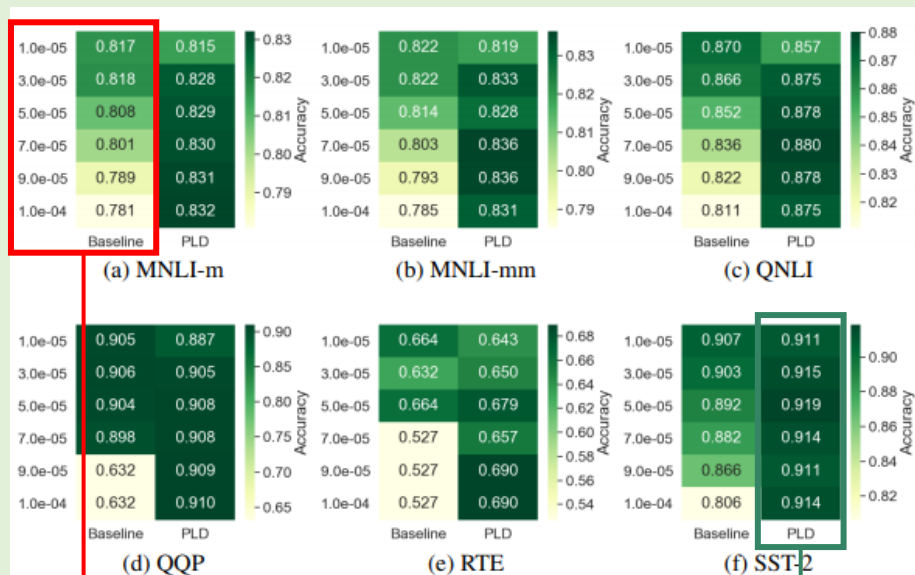 1.0e-05 0.817 0.815 0.83
3.0e-05 0.818 0.828 0.82
5.0e-05 0.808 0.829 0.81
7.0e-05 0.801 0.830 0.80
9.0e-05 0.789 0.831 0.79
1.0e-04 0.781 0.832
Accuracy
Baseline PLD
(a) MNLI-m
1.0e-05 0.822 0.819 0.83
3.0e-05 0.822 0.833 0.82
5.0e-05 0.814 0.828 0.81
7.0e-05 0.803 0.836 0.80
9.0e-05 0.793 0.836 0.79
1.0e-04 0.785 0.831
Accuracy
Baseline PLD
(b) MNLI-mm
1.0e-05 0.870 0.857 0.88
3.0e-05 0.866 0.875 0.87
5.0e-05 0.852 0.878 0.86
7.0e-05 0.836 0.880 0.85
9.0e-05 0.822 0.878 0.84
1.0e-04 0.811 0.875 0.83
0.82
Accuracy
Baseline PLD
(c) QNLI
1.0e-05 0.905 0.887 0.90
3.0e-05 0.906 0.905 0.85
5.0e-05 0.904 0.908 0.80
7.0e-05 0.898 0.908 0.75
9.0e-05 0.632 0.909 0.70
1.0e-04 0.632 0.910 0.65
Accuracy
Baseline PLD
(d) QQP
1.0e-05 0.664 0.643 0.68
3.0e-05 0.632 0.650 0.66
5.0e-05 0.664 0.679 0.64
7.0e-05 0.527 0.657 0.62
9.0e-05 0.527 0.690 0.60
1.0e-04 0.527 0.690 0.58
0.56
0.54
Accuracy
Baseline PLD
(e) RTE
1.0e-05 0.907 0.911 0.90
3.0e-05 0.903 0.915 0.88
5.0e-05 0.892 0.919 0.86
7.0e-05 0.882 0.914 0.84
9.0e-05 0.866 0.911 0.82
1.0e-04 0.806 0.914
Accuracy
Baseline PLD
(f) SST-2